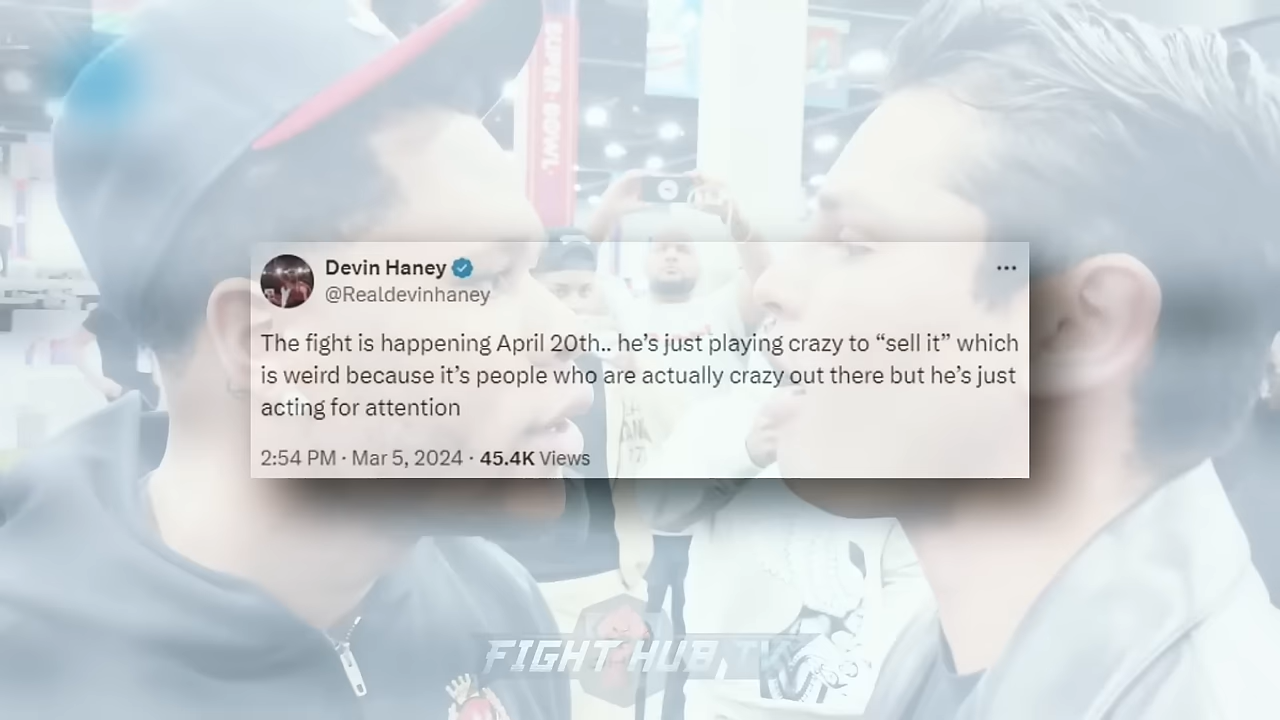 SUPER BOWL
Devin Haney
@Realdevinhaney
The fight is happening April 20th.. he’s just playing crazy to “sell it” which
is weird because it’s people who are actually crazy out there but he’s just
acting for attention
2:54 PM · Mar 5, 2024 · 45.4K Views
FIGHT HUB TV